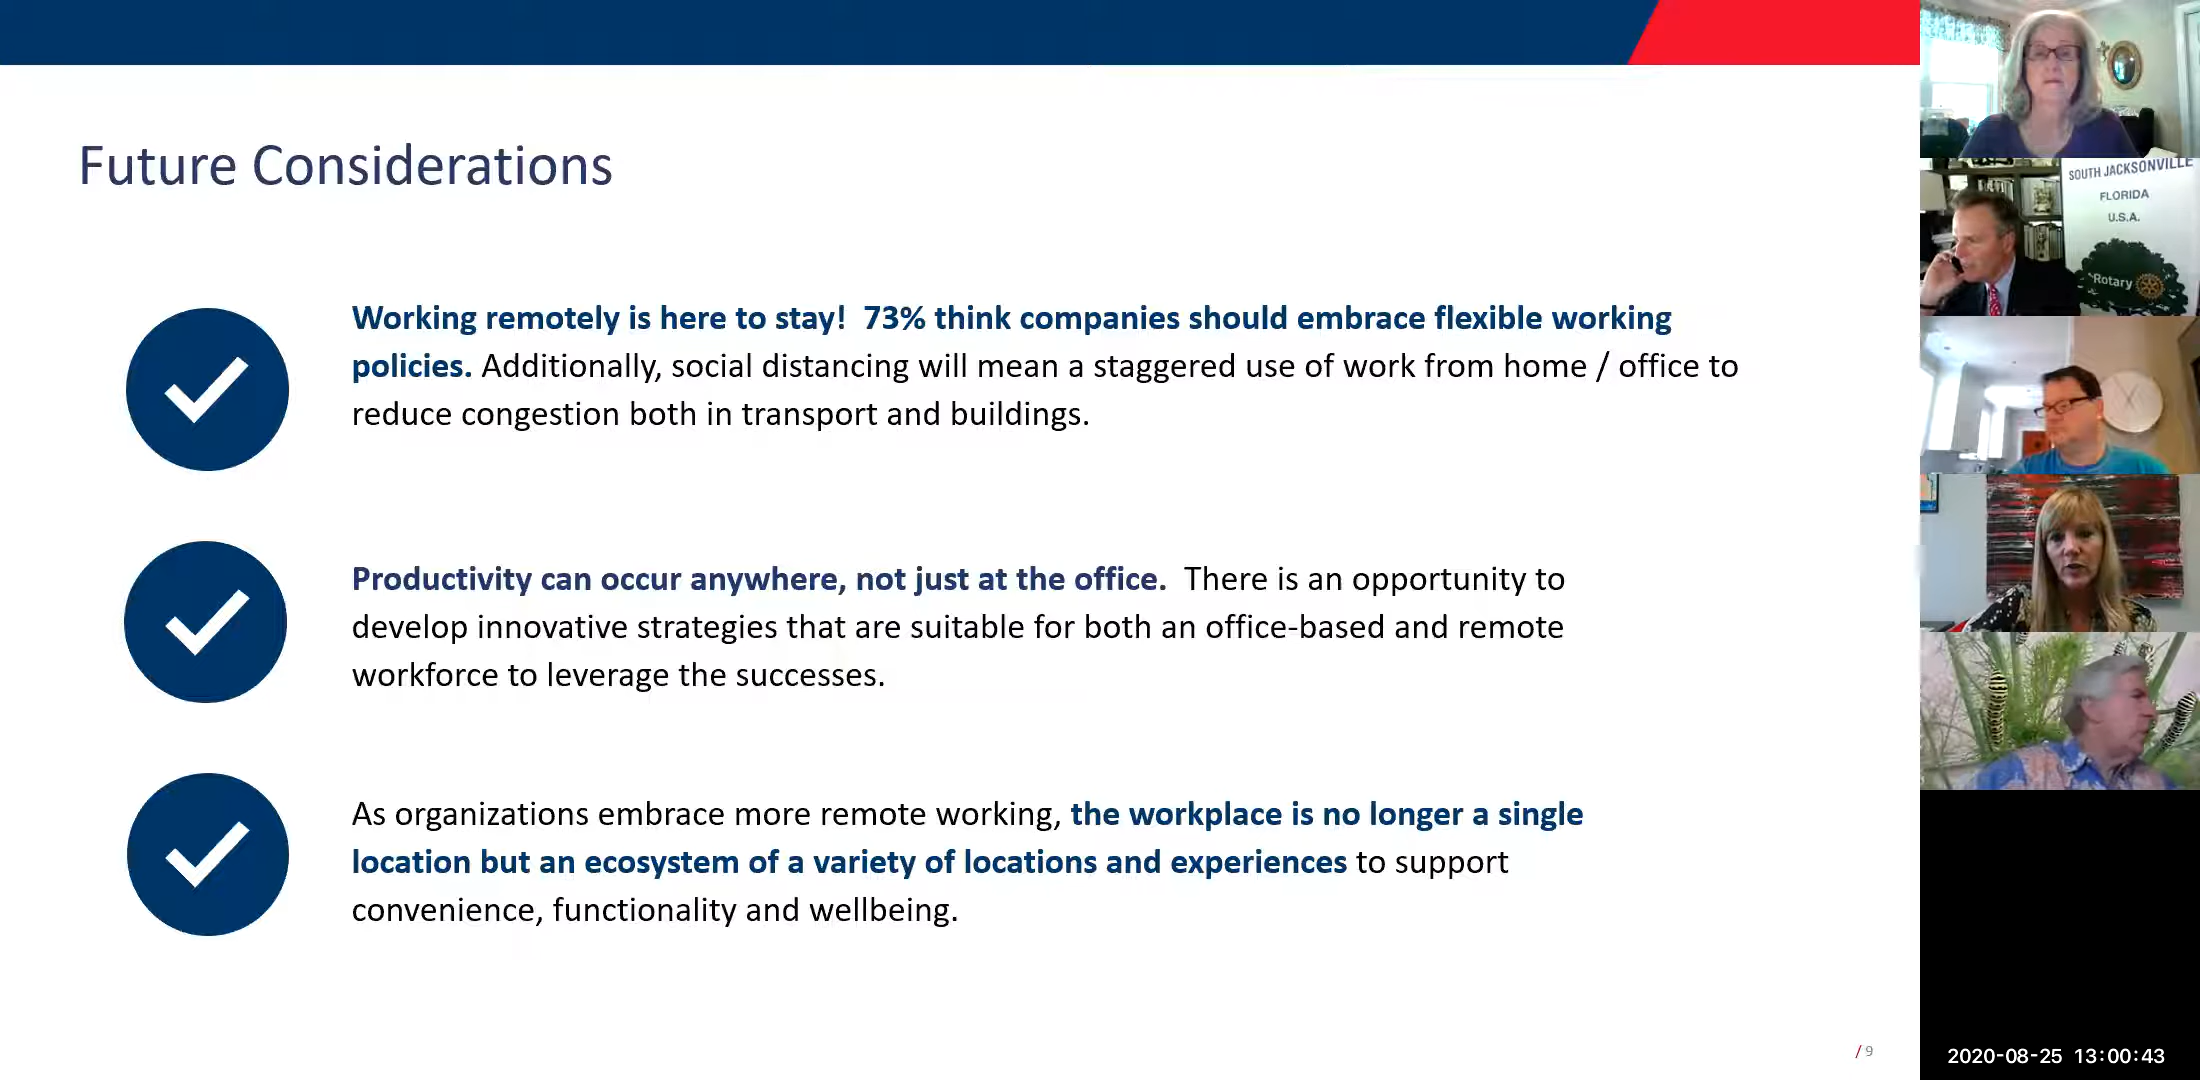 Future Considerations
Working remotely is here to stay!  73% think companies should embrace flexible working
policies. Additionally, social distancing will mean a staggered use of work from home / office to
reduce congestion both in transport and buildings.
Productivity can occur anywhere, not just at the office.  There is an opportunity to
develop innovative strategies that are suitable for both an office-based and remote
workforce to leverage the successes.
As organizations embrace more remote working, the workplace is no longer a single
location but an ecosystem of a variety of locations and experiences to support
convenience, functionality and wellbeing.
/ 9
SOUTH JACKSONVILLE
FLORIDA
U.S.A.
Rotary
2020-08-25 13:00:43